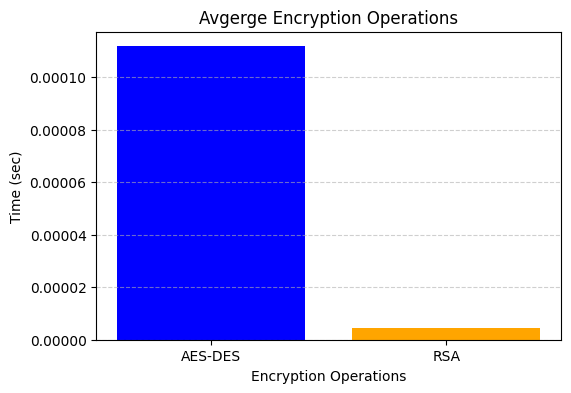 Avgerge Encryption Operations
0.00010
0.00008
0.00006
0.00004
0.00002
0.00000
Time (sec)
AES-DES
RSA
Encryption Operations